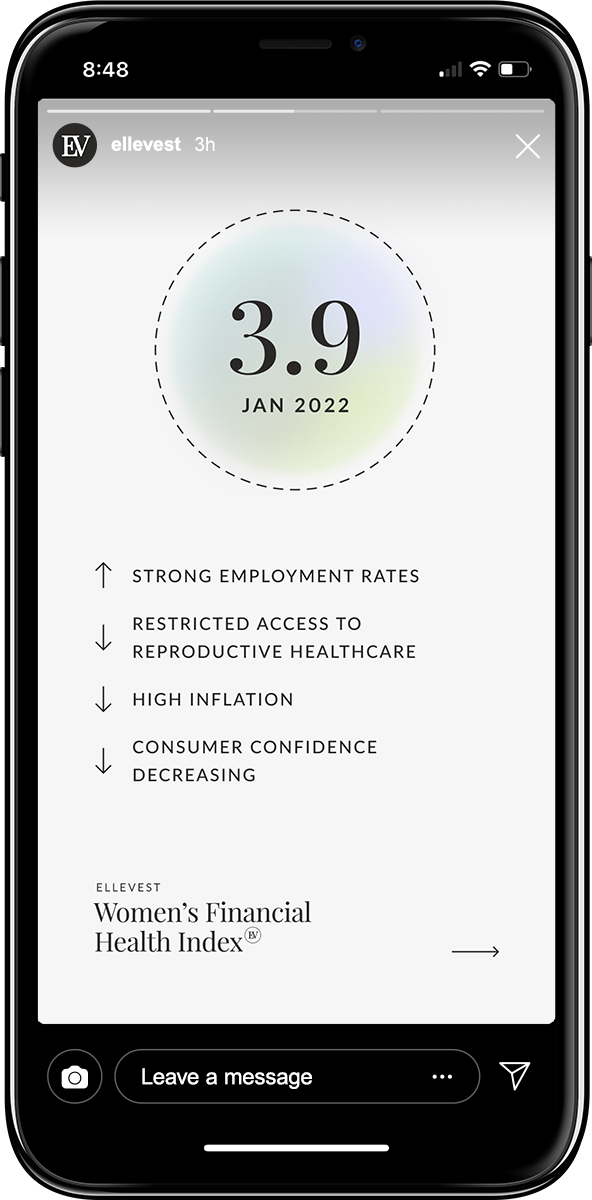 8:48
EV
ellevest 3h
3.9
JAN 2022
STRONG EMPLOYMENT RATES
RESTRICTED ACCESS TO
REPRODUCTIVE HEALTHCARE
HIGH INFLATION
CONSUMER CONFIDENCE
DECREASING
ELLEVEST
Women's Financial
Health Index EV
Leave a message